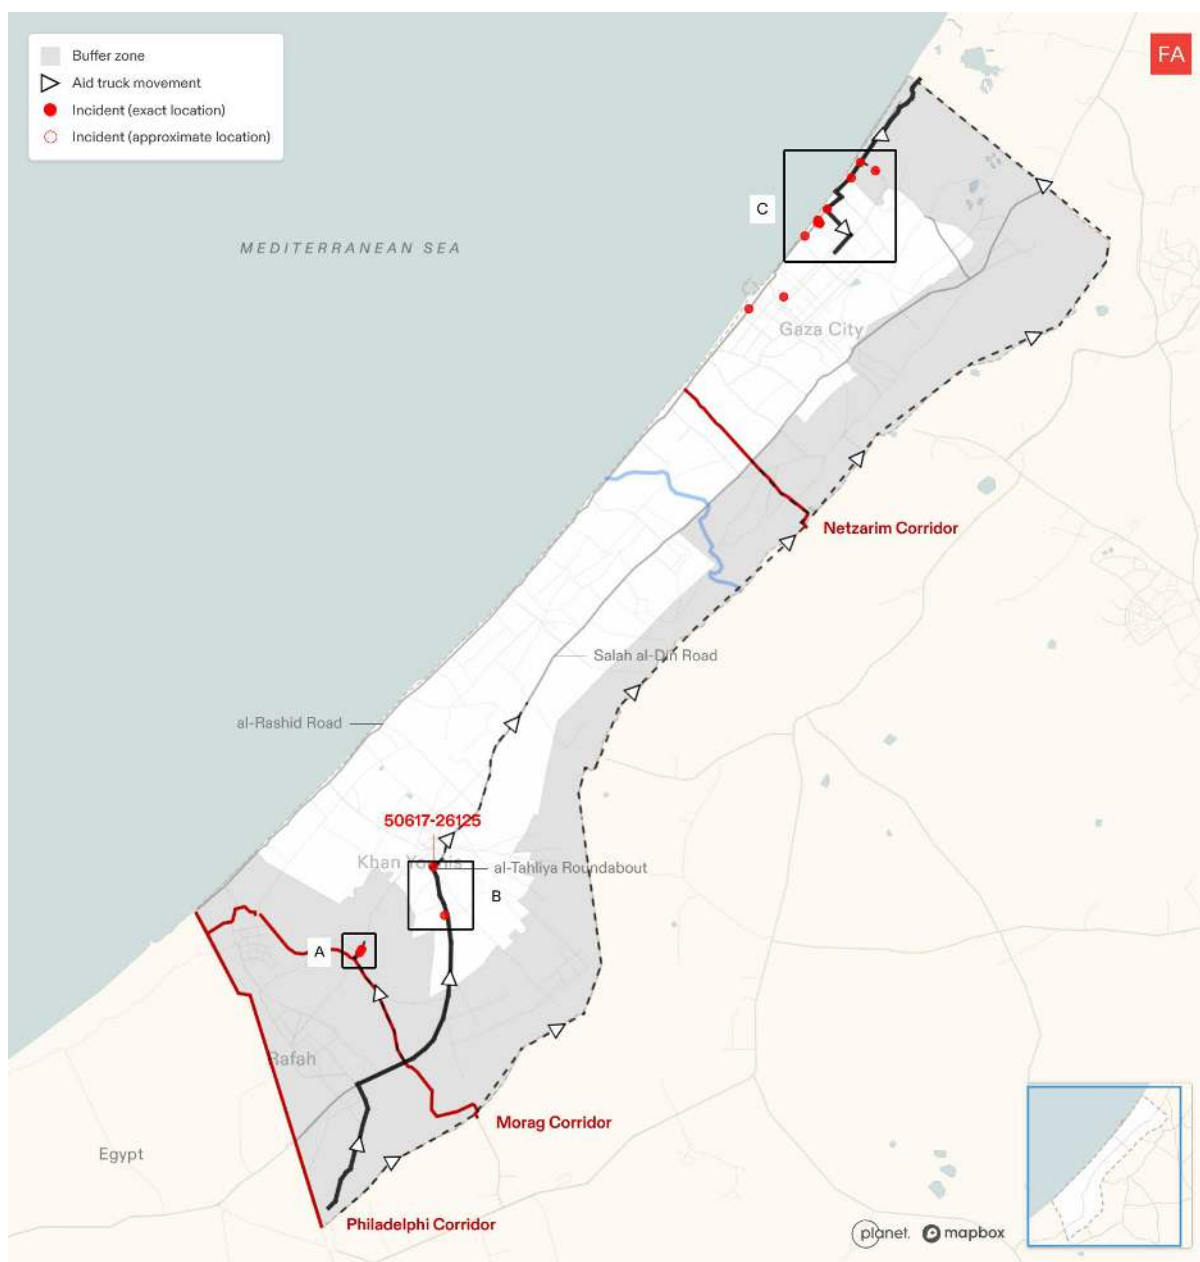 Buffer zone
Aid truck movement
Incident (exact location)
Incident (approximate location)
FA
C
MEDITERRANEAN SEA
Gaza City
Netzarim Corridor
Salah al-Din Road
al-Rashid Road
50617-26125
Khan Younis
al-Tahliya Roundabout
B
A
Rafah
Morag Corridor
Egypt
Philadelphi Corridor
planet.
mapbox